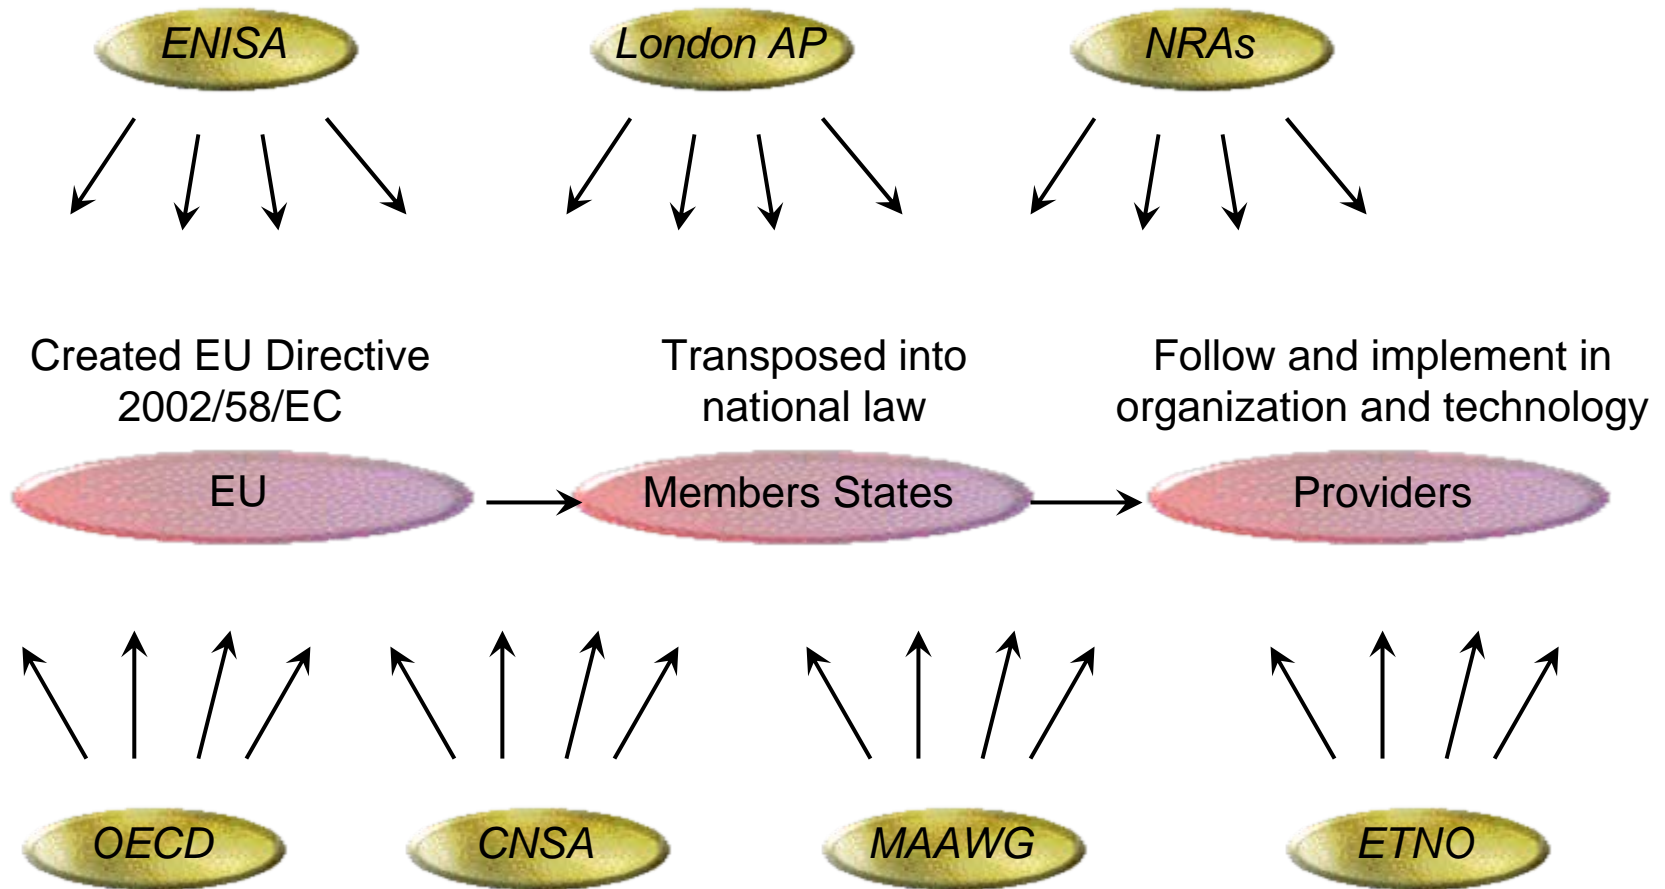 ENISA
London AP
NRAs
Created EU Directive
2002/58/EC
Transposed into
national law
Follow and implement in
organization and technology
EU
Members States
Providers
OECD
CNSA
MAAWG
ETNO